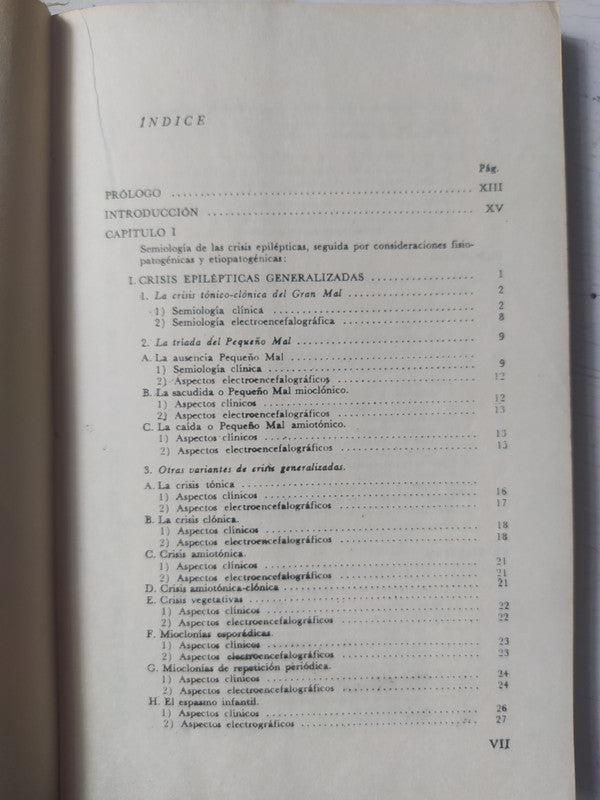 ÍNDICE
Pág.
PRÓLOGO ........ XIII
INTRODUCCIÓN ........ XV
CAPITULO I
Semiología de las crisis epilépticas, seguida por consideraciones fisio-
patogénicas y etiopatogénicas:
I. CRISIS EPILÉPTICAS GENERALIZADAS ........ 1
1. La crisis tónico-clónica del Gran Mal ........ 2
1) Semiología clínica ........ 2
2) Semiología electroencefalográfica ........ 8
2. La tríada del Pequeño Mal ........ 9
A. La ausencia Pequeño Mal ........
1) Semiología clínica ........ 9
2) Aspectos electroencefalográficos ........ 12
B. La sacudida o Pequeño Mal mioclónico.
1) Aspectos clínicos ........ 12
2) Aspectos electroencefalográficos ........ 13
C. La caída o Pequeño Mal amiotónico.
1) Aspectos clínicos ........ 13
2) Aspectos electroencefalográficos ........ 15
3. Otras variantes de crisis generalizadas.
A. La crisis tónica ........
1) Aspectos clínicos ........ 16
2) Aspectos electroencefalográficos ........ 17
B. La crisis clónica.
1) Aspectos clínicos ........ 18
2) Aspectos electroencefalográficos ........ 18
C. Crisis amiotónica.
1) Aspectos clínicos ........ 21
2) Aspectos electroencefalográficos ........ 21
D. Crisis amiotónica-clónica ........ 21
E. Crisis vegetativas ........
1) Aspectos clínicos ........ 22
2) Aspectos electroencefalográficos ........ 22
F. Mioclonías esporádicas.
1) Aspectos clínicos ........ 23
2) Aspectos electroencefalográficos ........ 23
G. Mioclonías de repetición periódica.
1) Aspectos clínicos ........ 24
2) Aspectos electroencefalográficos ........ 24
H. El espasmo infantil.
1) Aspectos clínicos ........ 26
2) Aspectos electrográficos ........ 27
VII